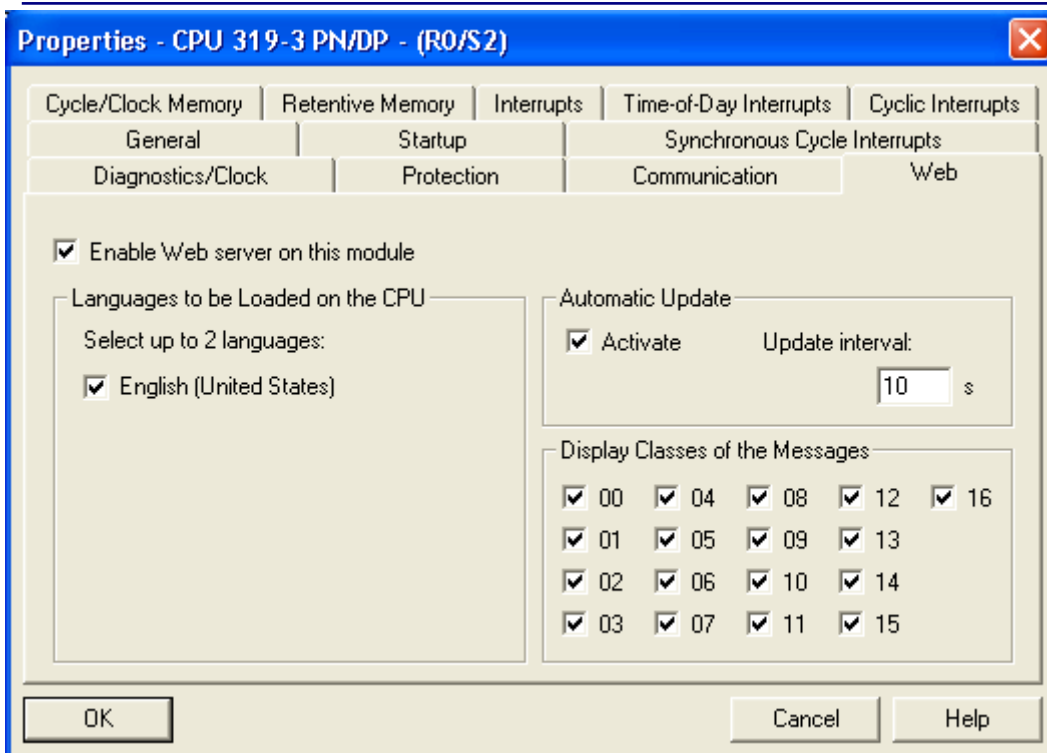 Properties - CPU 319-3 PN/DP - (R0/S2)
Cycle/Clock Memory Retentive Memory Interrupts Time-of-Day Interrupts Cyclic Interrupts
General Startup Synchronous Cycle Interrupts
Diagnostics/Clock Protection Communication Web
Enable Web server on this module
Languages to be Loaded on the CPU
Select up to 2 languages:
English (United States)
Automatic Update
Activate Update interval:
10 s
Display Classes of the Messages
00 04 08 12 16
01 05 09 13
02 06 10 14
03 07 11 15
OK Cancel Help